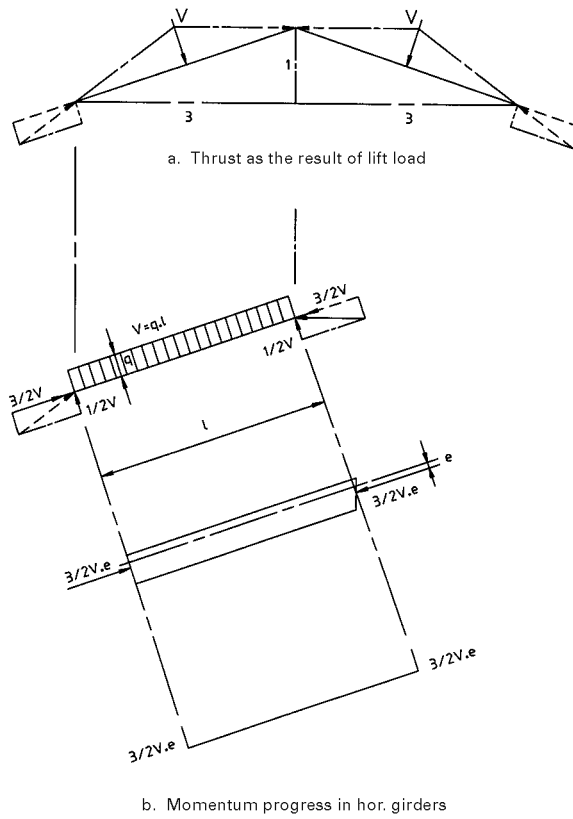 V V
1
3 3
a. Thrust as the result of lift load
3/2V
V=q.l
q
1/2V
3/2V
1/2V
l
e
3/2V.e
3/2V.e
3/2V.e
3/2V.e
b. Momentum progress in hor. girders